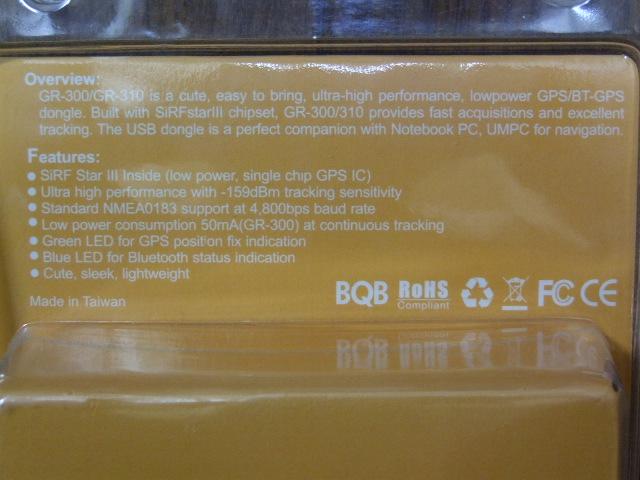 Overview:
GR-300/GR-310 is a cute, easy to bring, ultra-high performance, lowpower GPS/BT-GPS
dongle. Built with SiRFstarIII chipset, GR-300/310 provides fast acquisitions and excellent
tracking. The USB dongle is a perfect companion with Notebook PC, UMPC for navigation.
Features:
● SiRF Star III Inside (low power, single chip GPS IC)
● Ultra high performance with -159dBm tracking sensitivity
● Standard NMEA0183 support at 4,800bps baud rate
● Low power consumption 50mA(GR-300) at continuous tracking
● Green LED for GPS position fix indication
● Blue LED for Bluetooth status indication
● Cute, sleek, lightweight
Made in Taiwan
BQB RoHS FC CE
Compliant